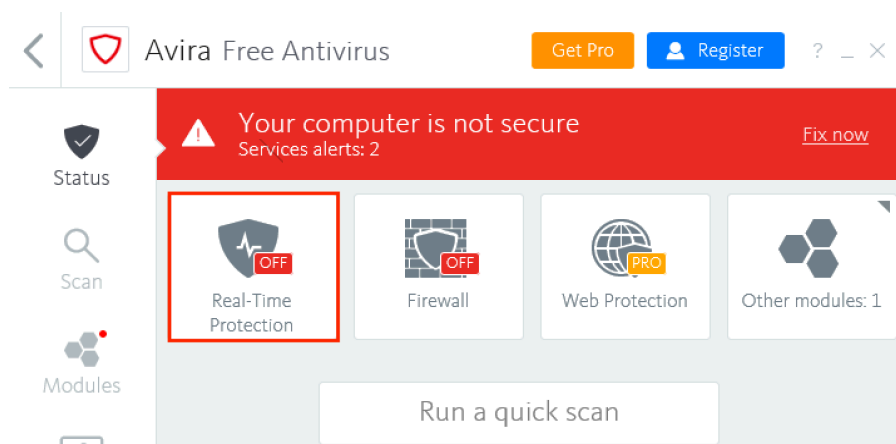 Avira Free Antivirus
Get Pro
Register
?
Your computer is not secure
Services alerts: 2
Fix now
Status
Scan
Modules
OFF
Real-Time
Protection
OFF
Firewall
PRO
Web Protection
Other modules: 1
Run a quick scan